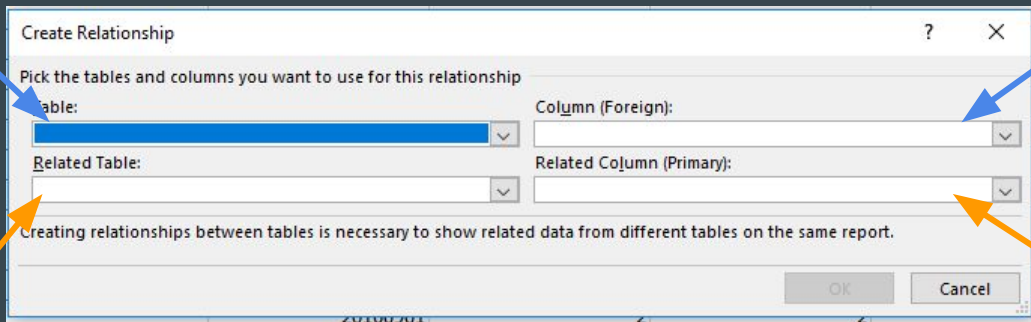 Create Relationship
?
Pick the tables and columns you want to use for this relationship
Table: Column (Foreign):
Related Table: Related Column (Primary):
Creating relationships between tables is necessary to show related data from different tables on the same report.
OK Cancel